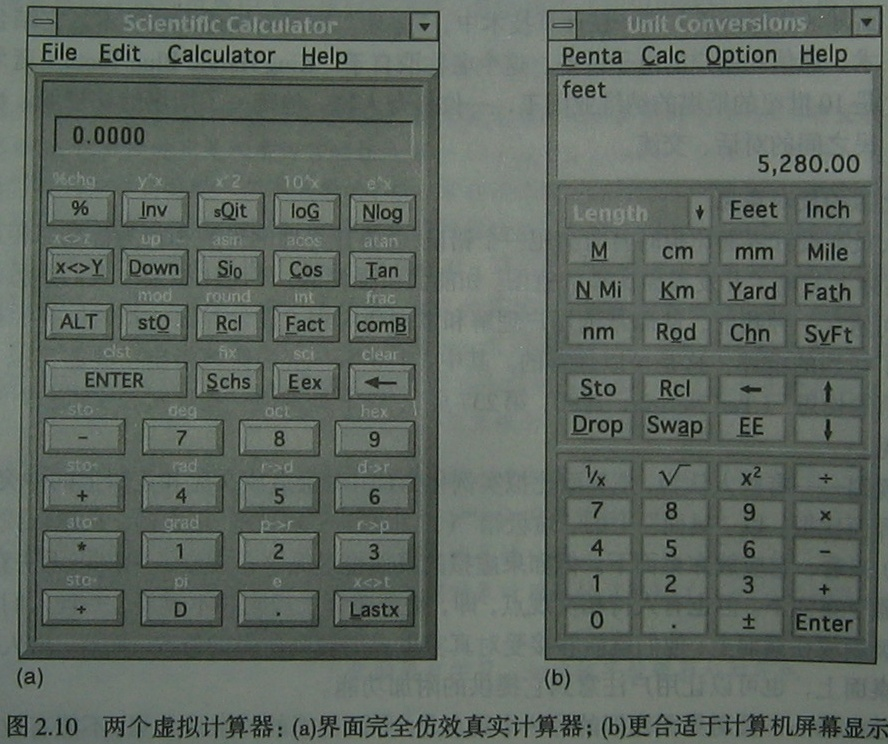 Scientific Calculator
File Edit Calculator Help
0.0000
%chg y^x x^2 10^x e^x
% Inv sQit loG Nlog
x<>z up asin acos atan
x<>Y Down Sio Cos Tan
mod round int frac
ALT stO Rcl Fact comB
clst fix sci clear
ENTER Schs Eex ←
sto- deg oct hex
− 7 8 9
sto+ rad r->d d->r
+ 4 5 6
sto* grad p->r r->p
* 1 2 3
sto÷ pi e x<>t
÷ D . Lastx
(a)
Unit Conversions
Penta Calc Option Help
feet
5,280.00
Length Feet Inch
M cm mm Mile
N Mi Km Yard Fath
nm Rod Chn SvFt
Sto Rcl ← ↑
Drop Swap EE ↓
¹/x √ x² ÷
7 8 9 ×
4 5 6 −
1 2 3 +
0 . ± Enter
(b)
图 2.10 两个虚拟计算器: (a)界面完全仿效真实计算器; (b)更合适于计算机屏幕显示